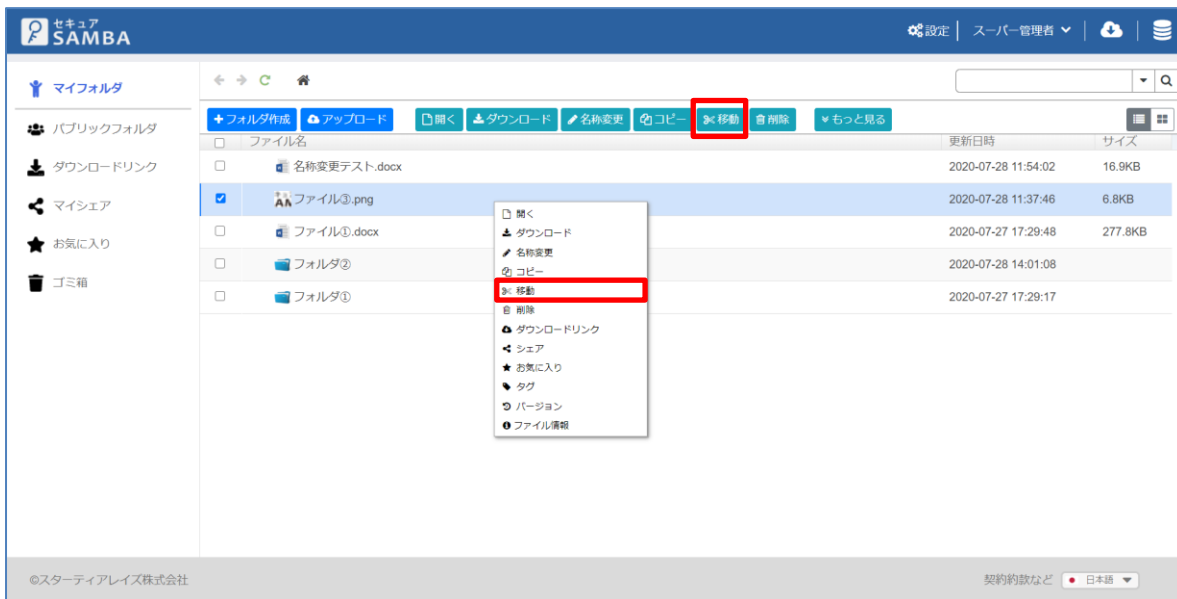 セキュア
SAMBA
設定 スーパー管理者
マイフォルダ
パブリックフォルダ
ダウンロードリンク
マイシェア
お気に入り
ゴミ箱
+フォルダ作成 アップロード 開く ダウンロード 名称変更 コピー 移動 削除 もっと見る
ファイル名 更新日時 サイズ
名称変更テスト.docx 2020-07-28 11:54:02 16.9KB
ファイル③.png 2020-07-28 11:37:46 6.8KB
ファイル①.docx 2020-07-27 17:29:48 277.8KB
フォルダ② 2020-07-28 14:01:08
フォルダ① 2020-07-27 17:29:17
開く
ダウンロード
名称変更
コピー
移動
削除
ダウンロードリンク
シェア
お気に入り
タグ
バージョン
ファイル情報
©スターティアレイズ株式会社 契約約款など 日本語